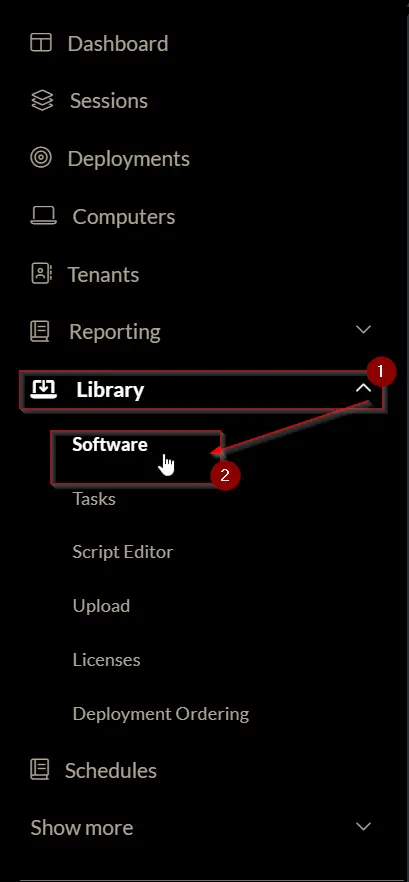 Dashboard
Sessions
Deployments
Computers
Tenants
Reporting
Library
1
Software
2
Tasks
Script Editor
Upload
Licenses
Deployment Ordering
Schedules
Show more